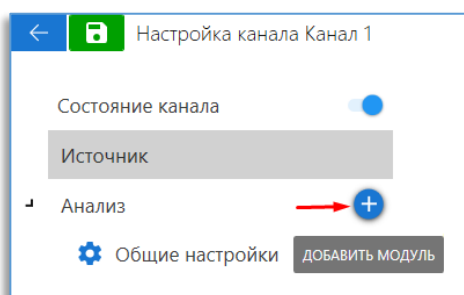 Настройка канала Канал 1
Состояние канала
Источник
Анализ
Общие настройки ДОБАВИТЬ МОДУЛЬ